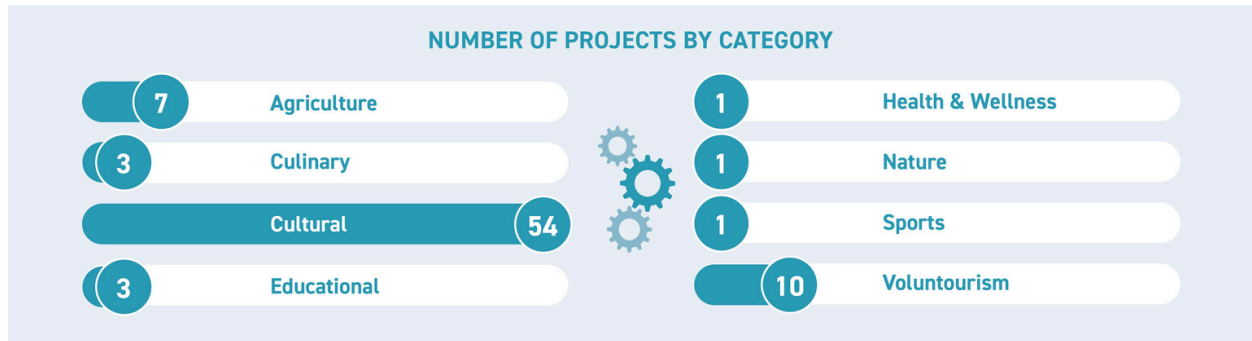 NUMBER OF PROJECTS BY CATEGORY
7 Agriculture
3 Culinary
Cultural 54
3 Educational
1 Health & Wellness
1 Nature
1 Sports
10 Voluntourism